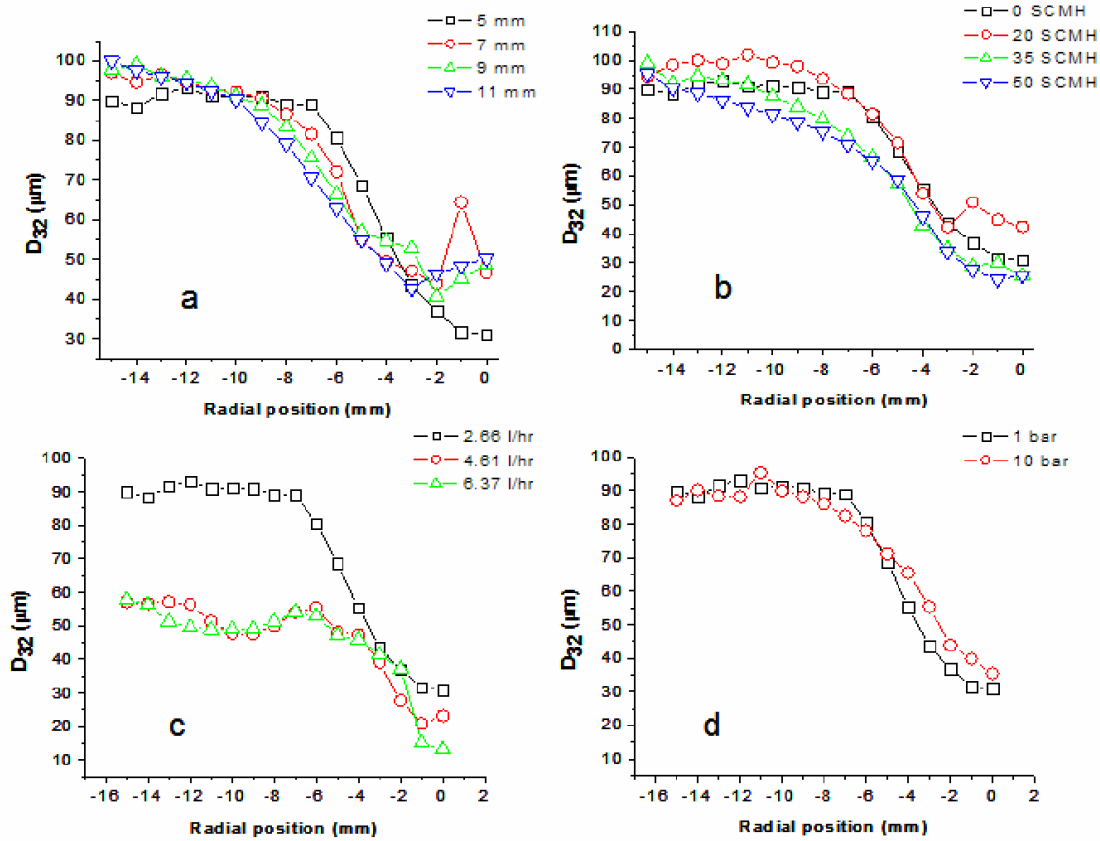 5 mm
7 mm
9 mm
11 mm
100
90
80
70
60
50
40
30
D32 (µm)
a
-14 -12 -10 -8 -6 -4 -2 0
Radial position (mm)
0 SCMH
20 SCMH
35 SCMH
50 SCMH
110
100
90
80
70
60
50
40
30
20
10
0
D32 (µm)
b
-14 -12 -10 -8 -6 -4 -2 0
Radial position (mm)
2.66 l/hr
4.61 l/hr
6.37 l/hr
100
90
80
70
60
50
40
30
20
10
D32 (µm)
c
-16 -14 -12 -10 -8 -6 -4 -2 0 2
Radial position (mm)
1 bar
10 bar
100
90
80
70
60
50
40
30
20
10
D32 (µm)
d
-16 -14 -12 -10 -8 -6 -4 -2 0 2
Radial position (mm)